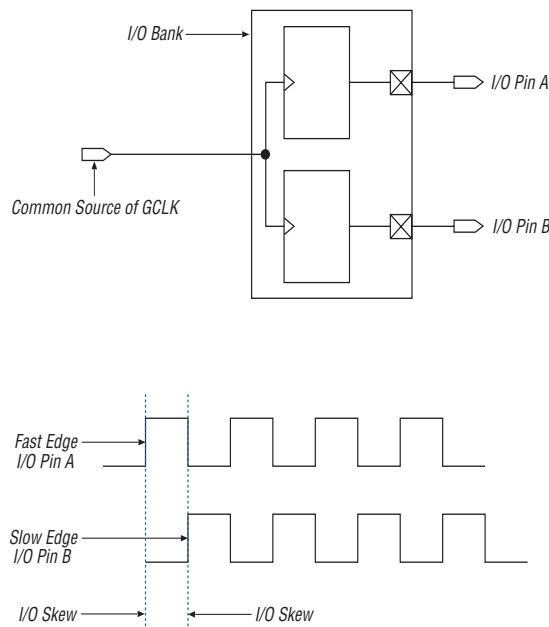 I/O Bank
I/O Pin A
Common Source of GCLK
I/O Pin B
Fast Edge
I/O Pin A
Slow Edge
I/O Pin B
I/O Skew
I/O Skew